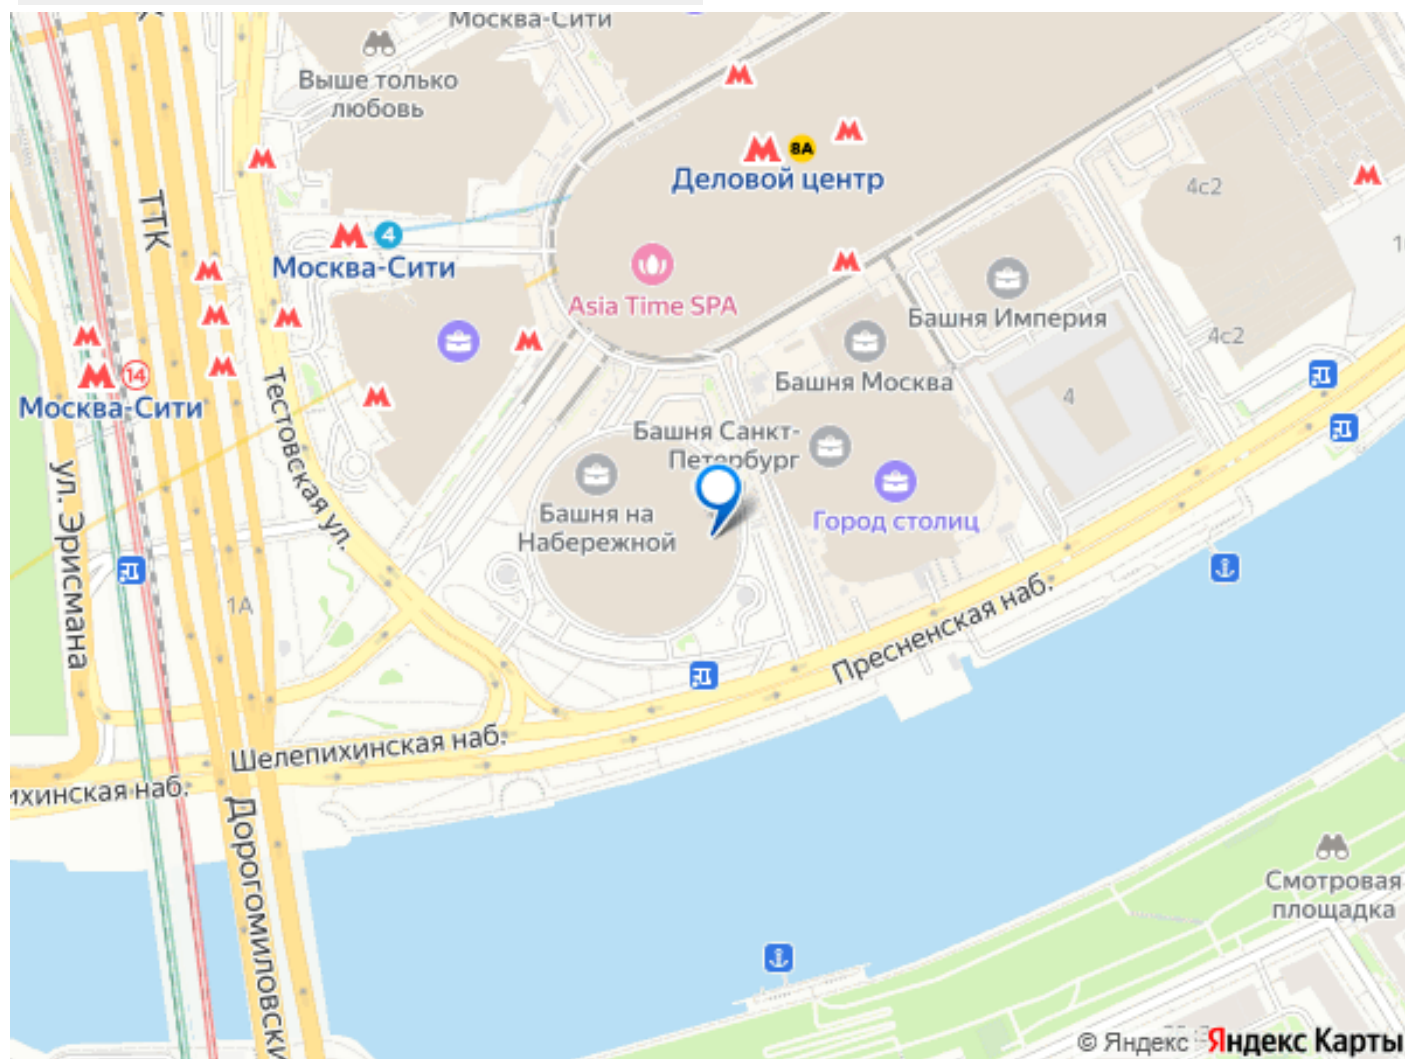 Москва-Сити
Выше только
любовь
8А
Деловой центр
4с2
ТТК
4
Москва-Сити
Asia Time SPA
Башня Империя
4с2
14
Москва-Сити
Башня Москва
4
Тестовская ул.
Башня Санкт-
Петербург
ул. Эрисмана
Башня на
Набережной
Город столиц
1А
Пресненская наб.
Шелепихинская наб.
ихинская наб.
Дорогомиловски
Смотровая
площадка
© Яндекс Яндекс Карты